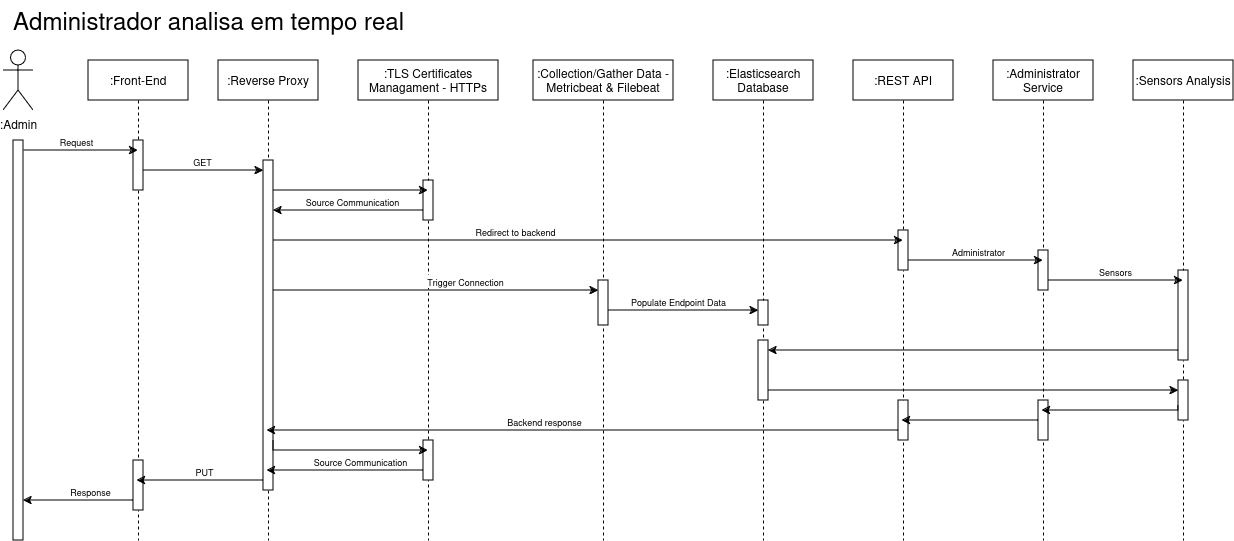 Administrador analisa em tempo real
:Admin
:Front-End
:Reverse Proxy
:TLS Certificates
Managament - HTTPs
:Collection/Gather Data -
Metricbeat & Filebeat
:Elasticsearch
Database
:REST API
:Administrator
Service
:Sensors Analysis
Request
GET
Source Communication
Redirect to backend
Administrator
Sensors
Trigger Connection
Populate Endpoint Data
Backend response
Source Communication
PUT
Response